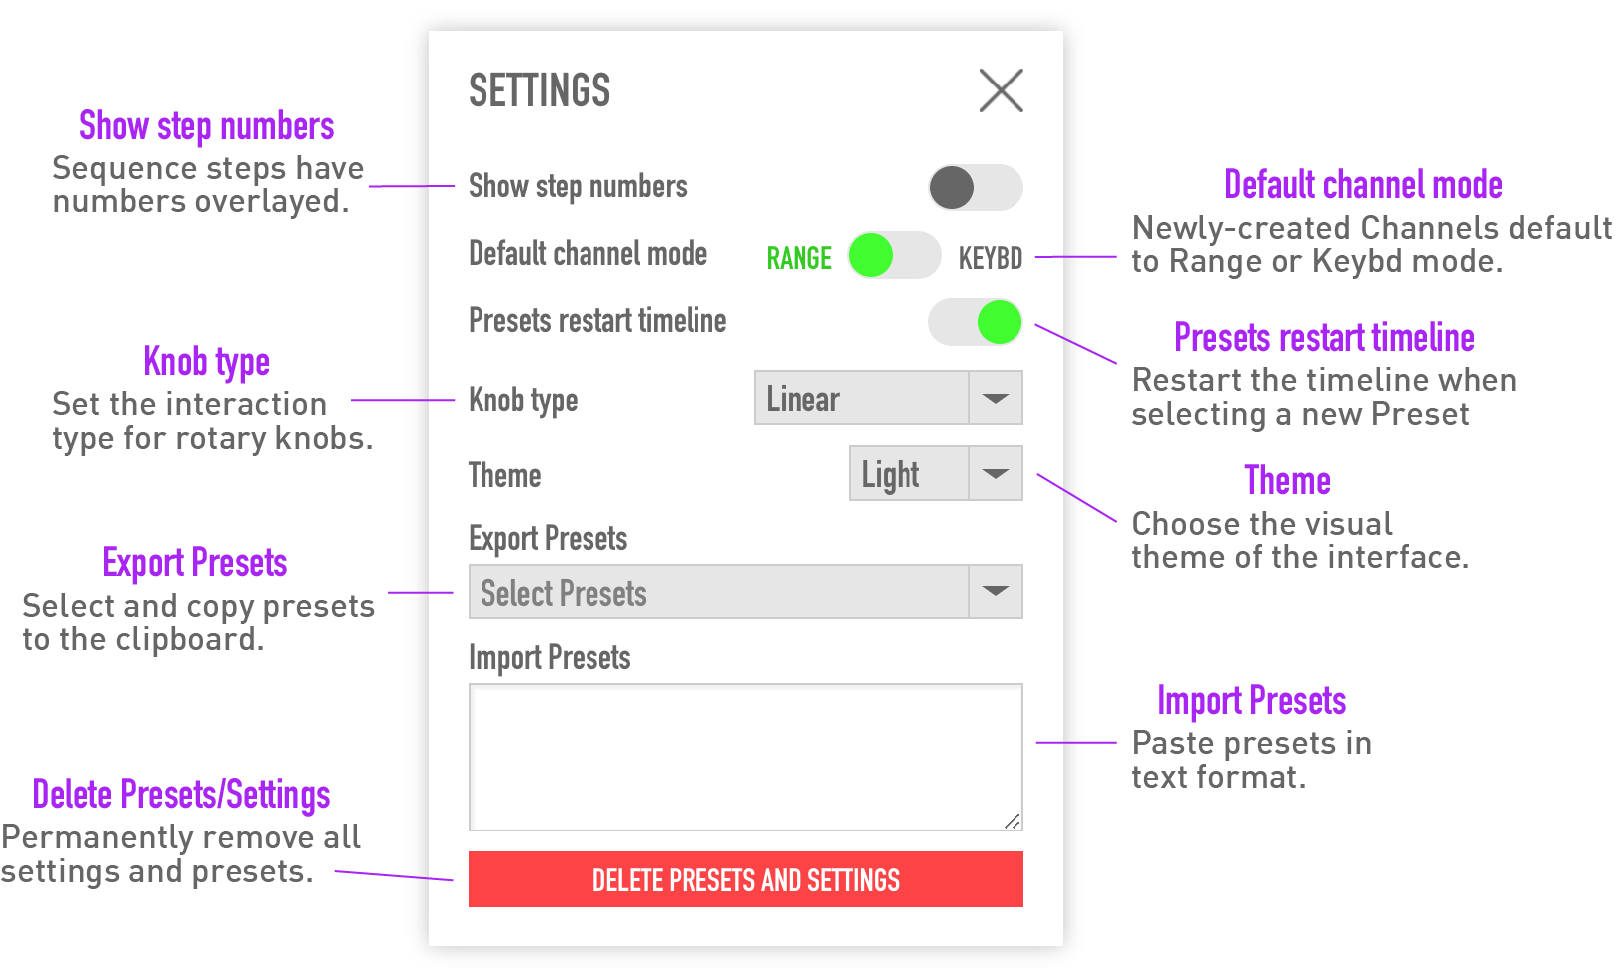 SETTINGS
Show step numbers
Sequence steps have
numbers overlayed.
Show step numbers
Default channel mode
RANGE
KEYBD
Default channel mode
Newly-created Channels default
to Range or Keybd mode.
Presets restart timeline
Presets restart timeline
Restart the timeline when
selecting a new Preset
Knob type
Set the interaction
type for rotary knobs.
Knob type
Linear
Theme
Light
Theme
Choose the visual
theme of the interface.
Export Presets
Select and copy presets
to the clipboard.
Export Presets
Select Presets
Import Presets
Import Presets
Paste presets in
text format.
Delete Presets/Settings
Permanently remove all
settings and presets.
DELETE PRESETS AND SETTINGS